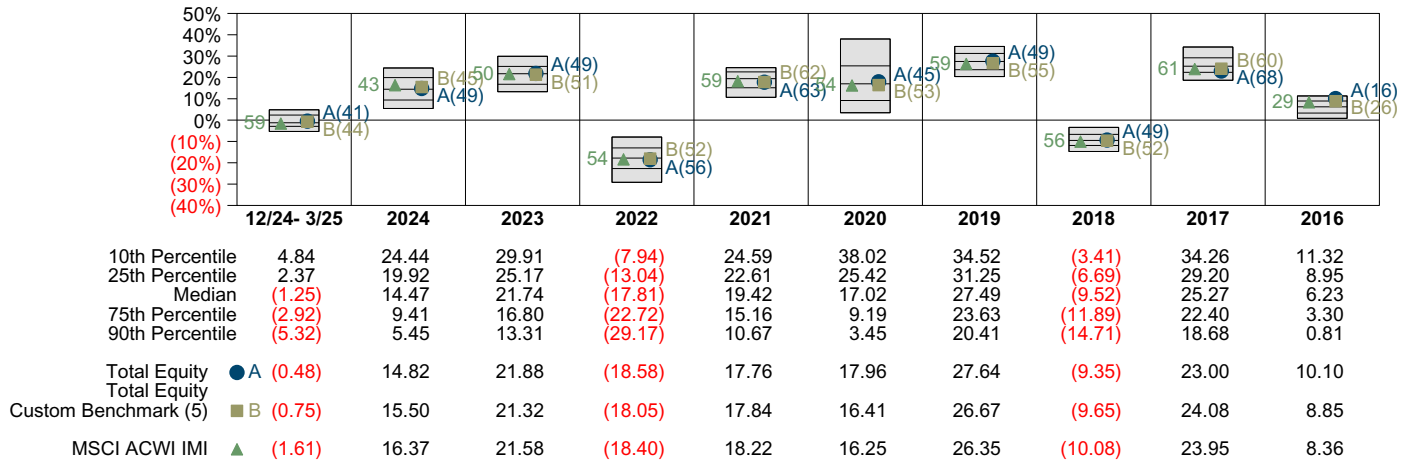 50%
40%
30%
20%
10%
0%
(10%)
(20%)
(30%)
(40%)
59 A(41) B(44)
43 B(45) A(49)
50 A(49) B(51)
54 B(52) A(56)
59 B(62) A(63)
54 A(45) B(53)
59 A(49) B(55)
56 A(49) B(52)
61 B(60) A(68)
29 A(16) B(26)
12/24- 3/25 2024 2023 2022 2021 2020 2019 2018 2017 2016
10th Percentile 4.84 24.44 29.91 (7.94) 24.59 38.02 34.52 (3.41) 34.26 11.32
25th Percentile 2.37 19.92 25.17 (13.04) 22.61 25.42 31.25 (6.69) 29.20 8.95
Median (1.25) 14.47 21.74 (17.81) 19.42 17.02 27.49 (9.52) 25.27 6.23
75th Percentile (2.92) 9.41 16.80 (22.72) 15.16 9.19 23.63 (11.89) 22.40 3.30
90th Percentile (5.32) 5.45 13.31 (29.17) 10.67 3.45 20.41 (14.71) 18.68 0.81
Total Equity A (0.48) 14.82 21.88 (18.58) 17.76 17.96 27.64 (9.35) 23.00 10.10
Total Equity
Custom Benchmark (5) B (0.75) 15.50 21.32 (18.05) 17.84 16.41 26.67 (9.65) 24.08 8.85
MSCI ACWI IMI (1.61) 16.37 21.58 (18.40) 18.22 16.25 26.35 (10.08) 23.95 8.36